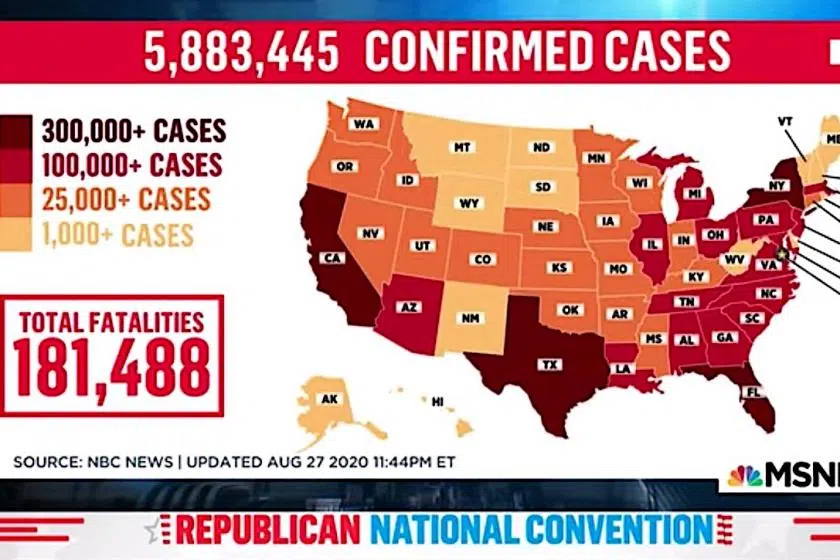 5,883,445 CONFIRMED CASES
300,000+ CASES
100,000+ CASES
25,000+ CASES
1,000+ CASES
TOTAL FATALITIES
181,488
WA
OR
ID
MT
ND
SD
WY
MN
WI
MI
NV
UT
CO
NE
IA
IL
IN
OH
PA
NY
VT
ME
CA
AZ
NM
KS
MO
KY
WV
VA
OK
AR
TN
NC
SC
TX
LA
MS
AL
GA
FL
AK
HI
SOURCE: NBC NEWS | UPDATED AUG 27 2020 11:44PM ET
MSN
REPUBLICAN NATIONAL CONVENTION